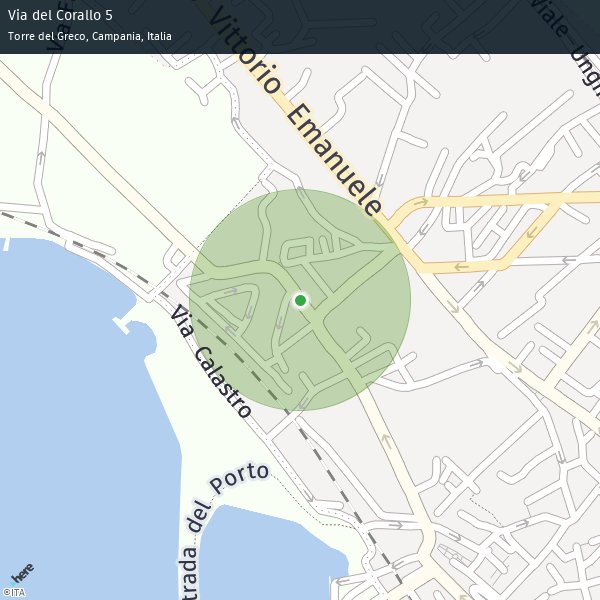 Via del Corallo 5
Torre del Greco, Campania, Italia
Vittorio Emanuele
Viale Ungh
Via Calastro
trada del Porto
here
©ITA